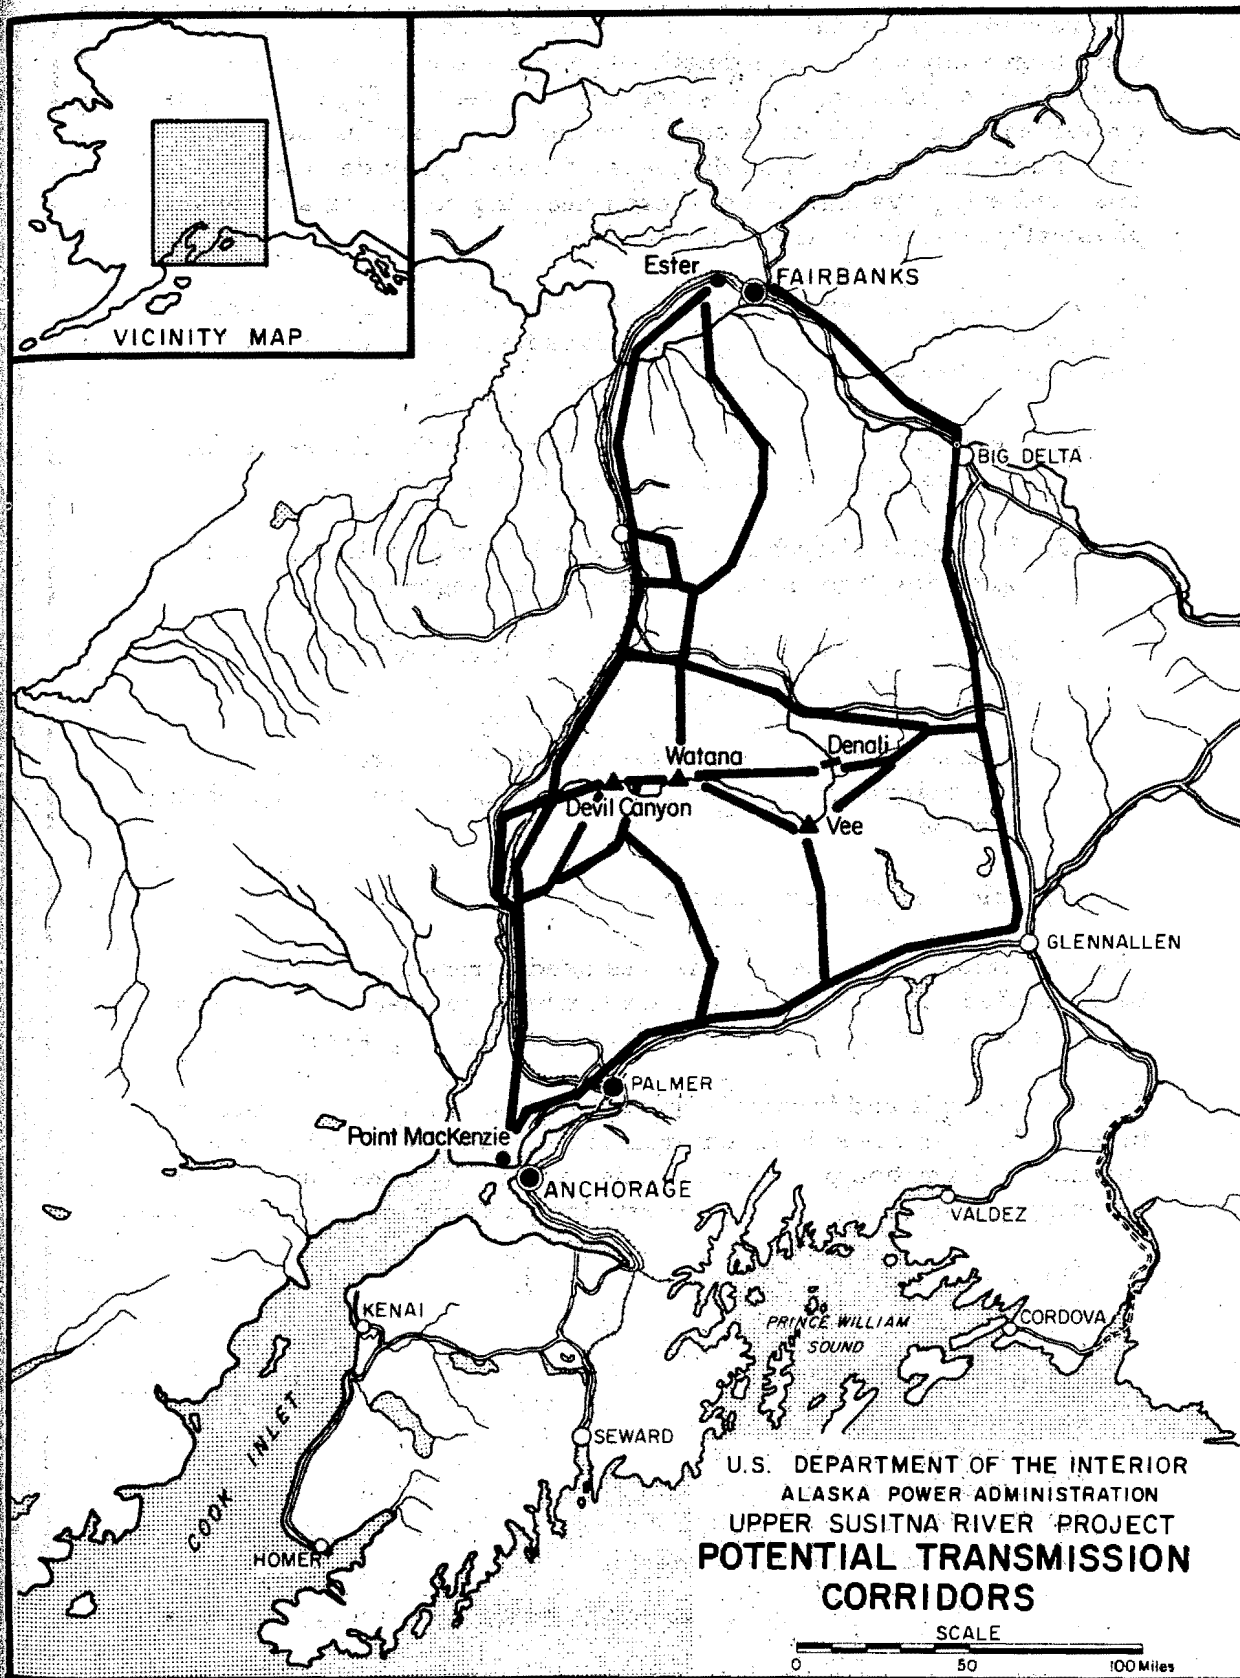 VICINITY MAP
Ester
FAIRBANKS
BIG DELTA
Watana
Denali
Devil Canyon
Vee
GLENNALLEN
PALMER
Point MacKenzie
ANCHORAGE
VALDEZ
KENAI
CORDOVA
PRINCE WILLIAM
SOUND
COOK INLET
SEWARD
HOMER
U.S. DEPARTMENT OF THE INTERIOR
ALASKA POWER ADMINISTRATION
UPPER SUSITNA RIVER PROJECT
POTENTIAL TRANSMISSION
CORRIDORS
SCALE
0 50 100 Miles